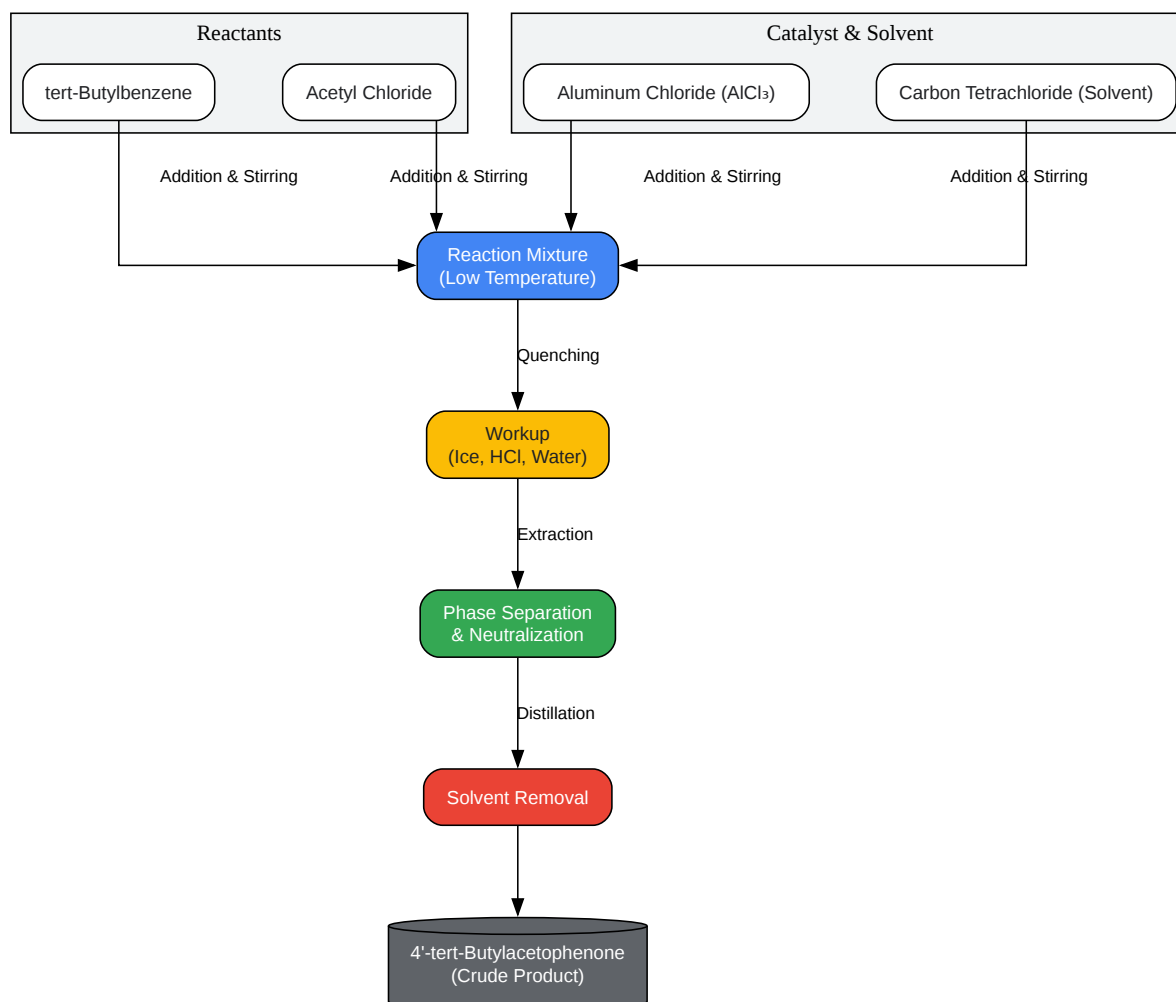 Reactants
Catalyst & Solvent
tert-Butylbenzene
Acetyl Chloride
Aluminum Chloride (AlCl₃)
Carbon Tetrachloride (Solvent)
Addition & Stirring
Addition & Stirring
Addition & Stirring
Addition & Stirring
Reaction Mixture
(Low Temperature)
Quenching
Workup
(Ice, HCl, Water)
Extraction
Phase Separation
& Neutralization
Distillation
Solvent Removal
4'-tert-Butylacetophenone
(Crude Product)